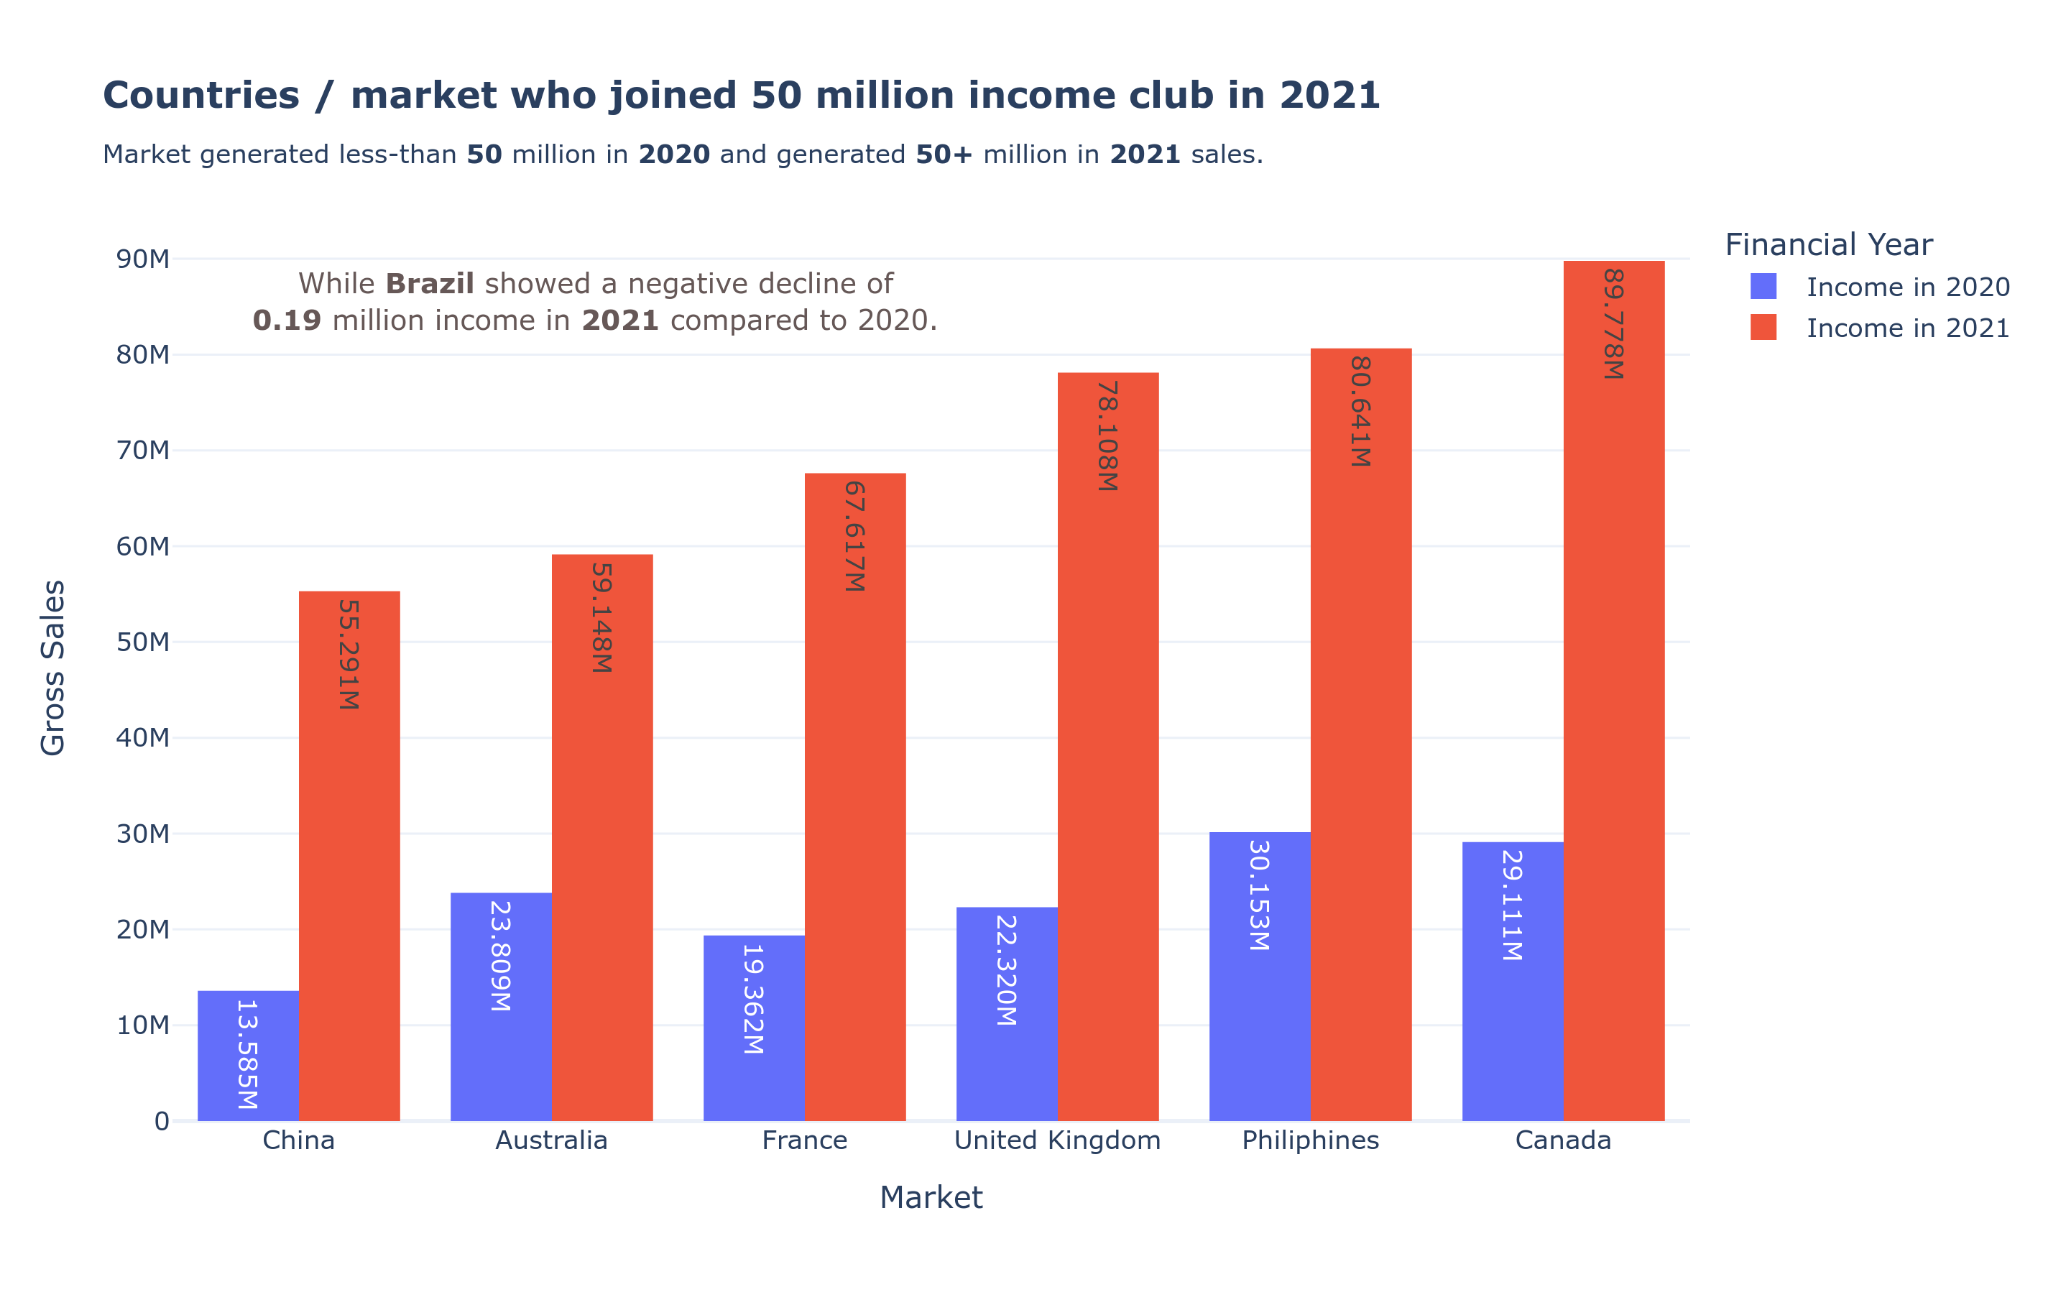 Countries / market who joined 50 million income club in 2021
Market generated less-than 50 million in 2020 and generated 50+ million in 2021 sales.
Financial Year
Income in 2020
Income in 2021
While Brazil showed a negative decline of
0.19 million income in 2021 compared to 2020.
Gross Sales
90M
80M
70M
60M
50M
40M
30M
20M
10M
0
13.585M
55.291M
23.809M
59.148M
19.362M
67.617M
22.320M
78.108M
30.153M
80.641M
29.111M
89.778M
China
Australia
France
United Kingdom
Philiphines
Canada
Market